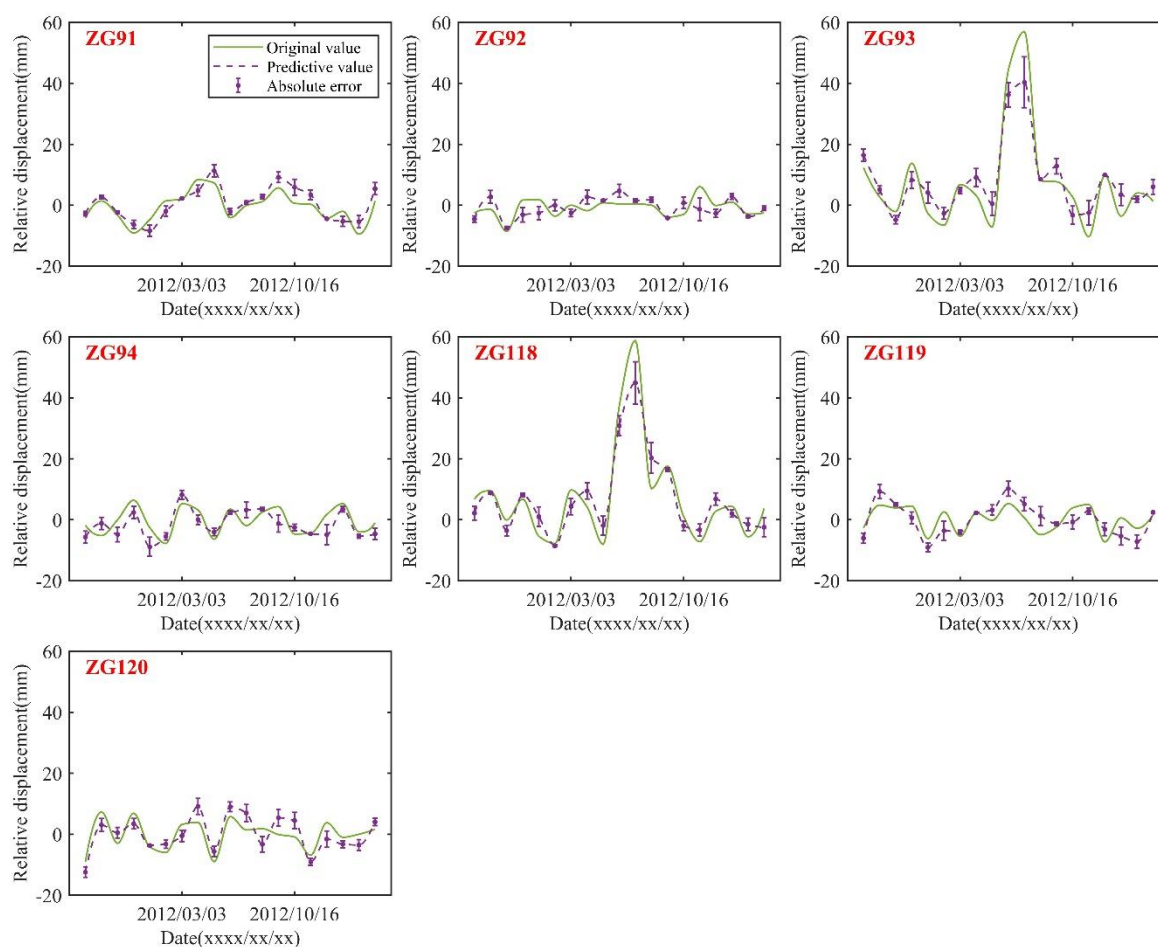 ZG91
Original value
Predictive value
Absolute error
Relative displacement(mm)
60
40
20
0
-20
2012/03/03
2012/10/16
Date(xxxx/xx/xx)
ZG92
Relative displacement(mm)
60
40
20
0
-20
2012/03/03
2012/10/16
Date(xxxx/xx/xx)
ZG93
Relative displacement(mm)
60
40
20
0
-20
2012/03/03
2012/10/16
Date(xxxx/xx/xx)
ZG94
Relative displacement(mm)
60
40
20
0
-20
2012/03/03
2012/10/16
Date(xxxx/xx/xx)
ZG118
Relative displacement(mm)
60
40
20
0
-20
2012/03/03
2012/10/16
Date(xxxx/xx/xx)
ZG119
Relative displacement(mm)
60
40
20
0
-20
2012/03/03
2012/10/16
Date(xxxx/xx/xx)
ZG120
Relative displacement(mm)
60
40
20
0
-20
2012/03/03
2012/10/16
Date(xxxx/xx/xx)